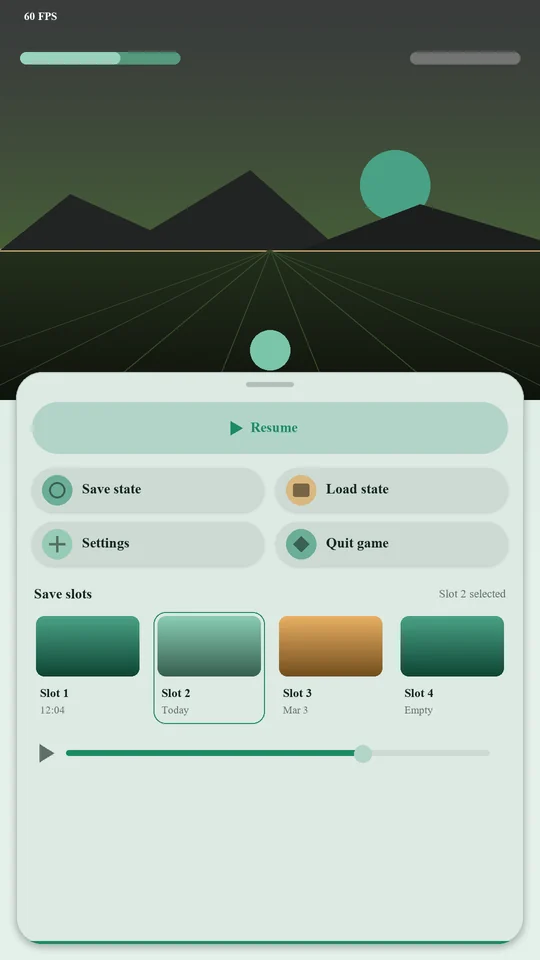 60 FPS
Resume
Save state
Load state
Settings
Quit game
Save slots
Slot 2 selected
Slot 1
12:04
Slot 2
Today
Slot 3
Mar 3
Slot 4
Empty